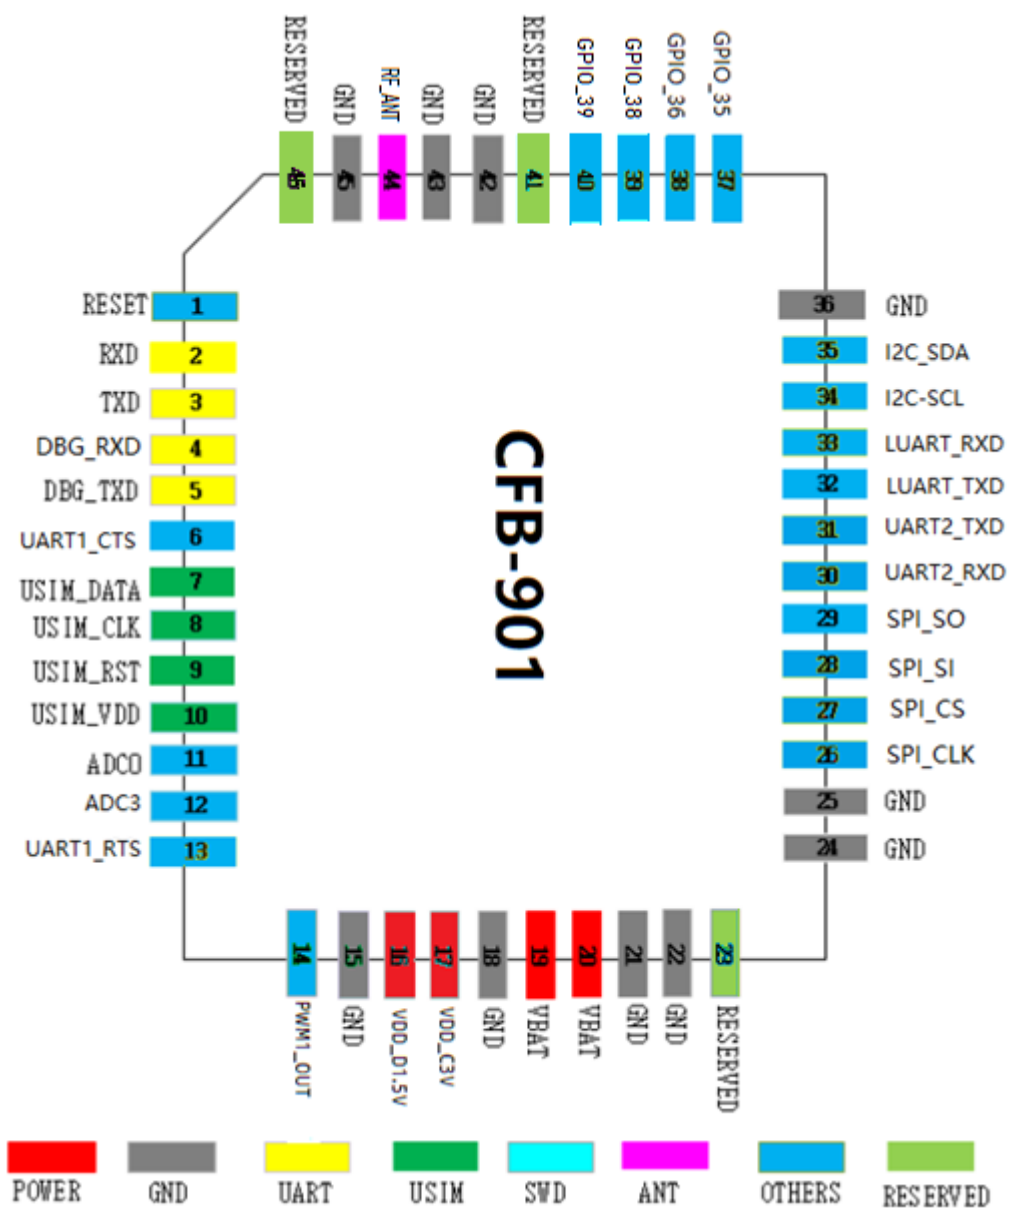 RESERVED
GND
RF_ANT
GND
GND
RESERVED
GPIO_39
GPIO_38
GPIO_36
GPIO_35
46
45
44
43
42
41
40
39
38
37
RESET 1
RXD 2
TXD 3
DBG_RXD 4
DBG_TXD 5
UART1_CTS 6
USIM_DATA 7
USIM_CLK 8
USIM_RST 9
USIM_VDD 10
ADC0 11
ADC3 12
UART1_RTS 13
CFB-901
36 GND
35 I2C_SDA
34 I2C-SCL
33 LUART_RXD
32 LUART_TXD
31 UART2_TXD
30 UART2_RXD
29 SPI_SO
28 SPI_SI
27 SPI_CS
26 SPI_CLK
25 GND
24 GND
14
15
16
17
18
19
20
21
22
23
PWM1_OUT
GND
VDD_D1.5V
VDD_C3V
GND
VBAT
VBAT
GND
GND
RESERVED
POWER
GND
UART
USIM
SWD
ANT
OTHERS
RESERVED